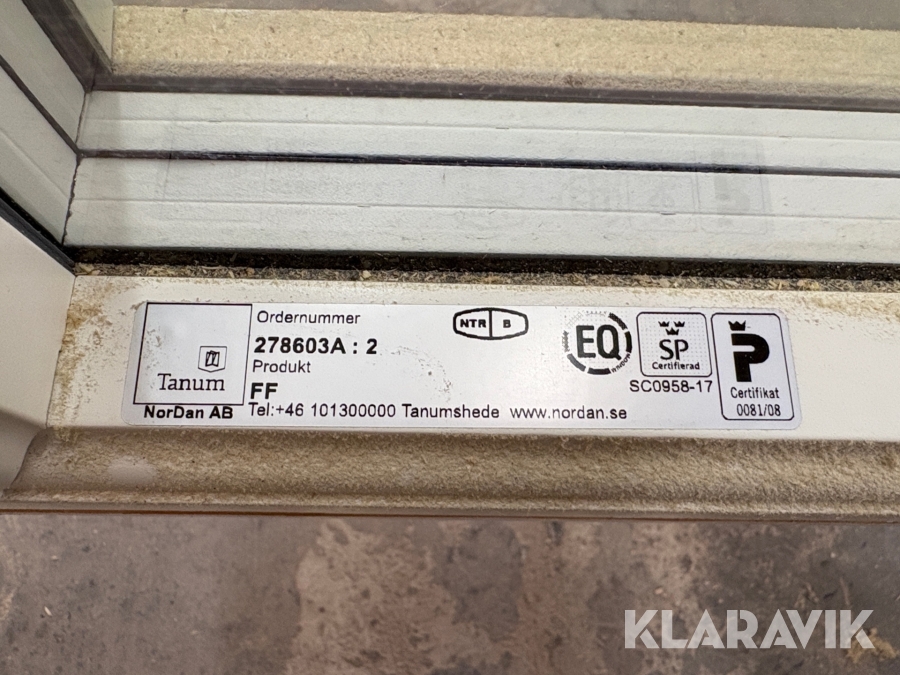 Ordernummer
278603A : 2
Produkt
FF
Tanum
NorDan AB
Tel:+46 101300000 Tanumshede www.nordan.se
NTR B
EQ
SP
Certifierad
SC0958-17
P
Certifikat
0081/08
KLARAVIK